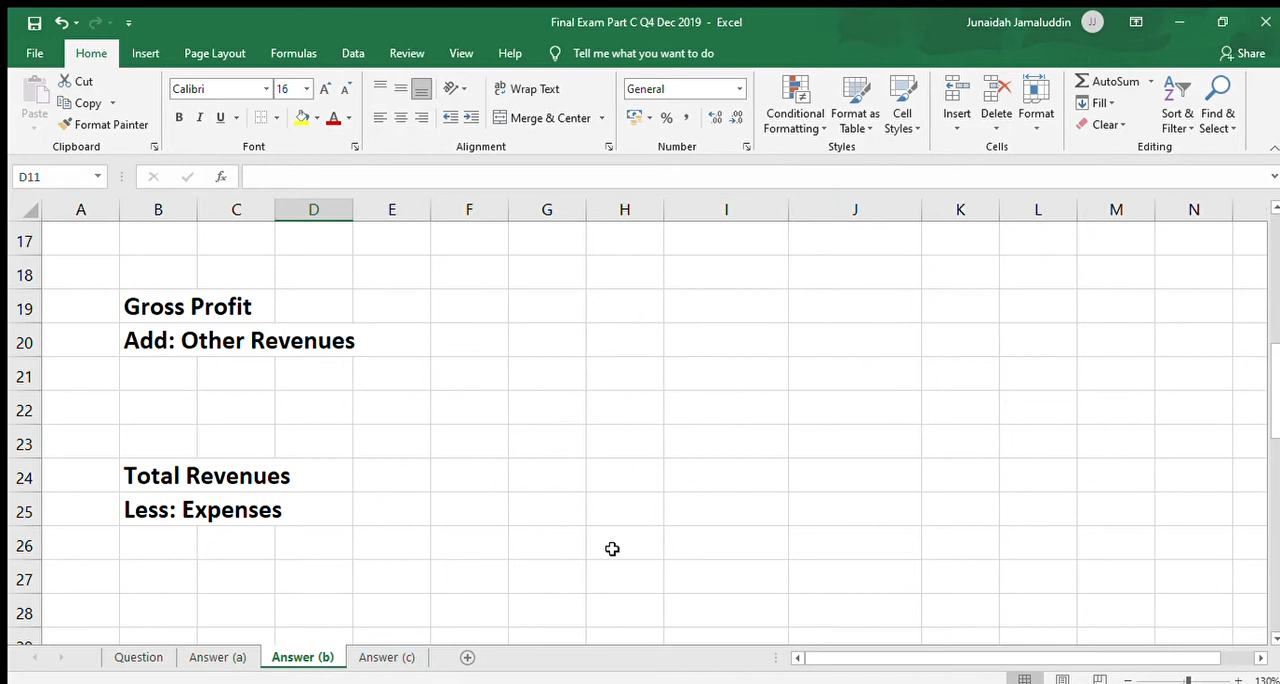 Final Exam Part C Q4 Dec 2019 - Excel
Junaidah Jamaluddin
JJ
File Home Insert Page Layout Formulas Data Review View Help Tell me what you want to do
Share
Paste
Cut
Copy
Format Painter
Clipboard
Calibri 16
B I U
Font
Wrap Text
Merge & Center
Alignment
General
Number
Conditional Formatting
Format as Table
Cell Styles
Styles
Insert Delete Format
Cells
AutoSum
Fill
Clear
Sort & Filter
Find & Select
Editing
D11
fx
A B C D E F G H I J K L M N
17
18
19 Gross Profit
20 Add: Other Revenues
21
22
23
24 Total Revenues
25 Less: Expenses
26
27
28
Question Answer (a) Answer (b) Answer (c)
130%